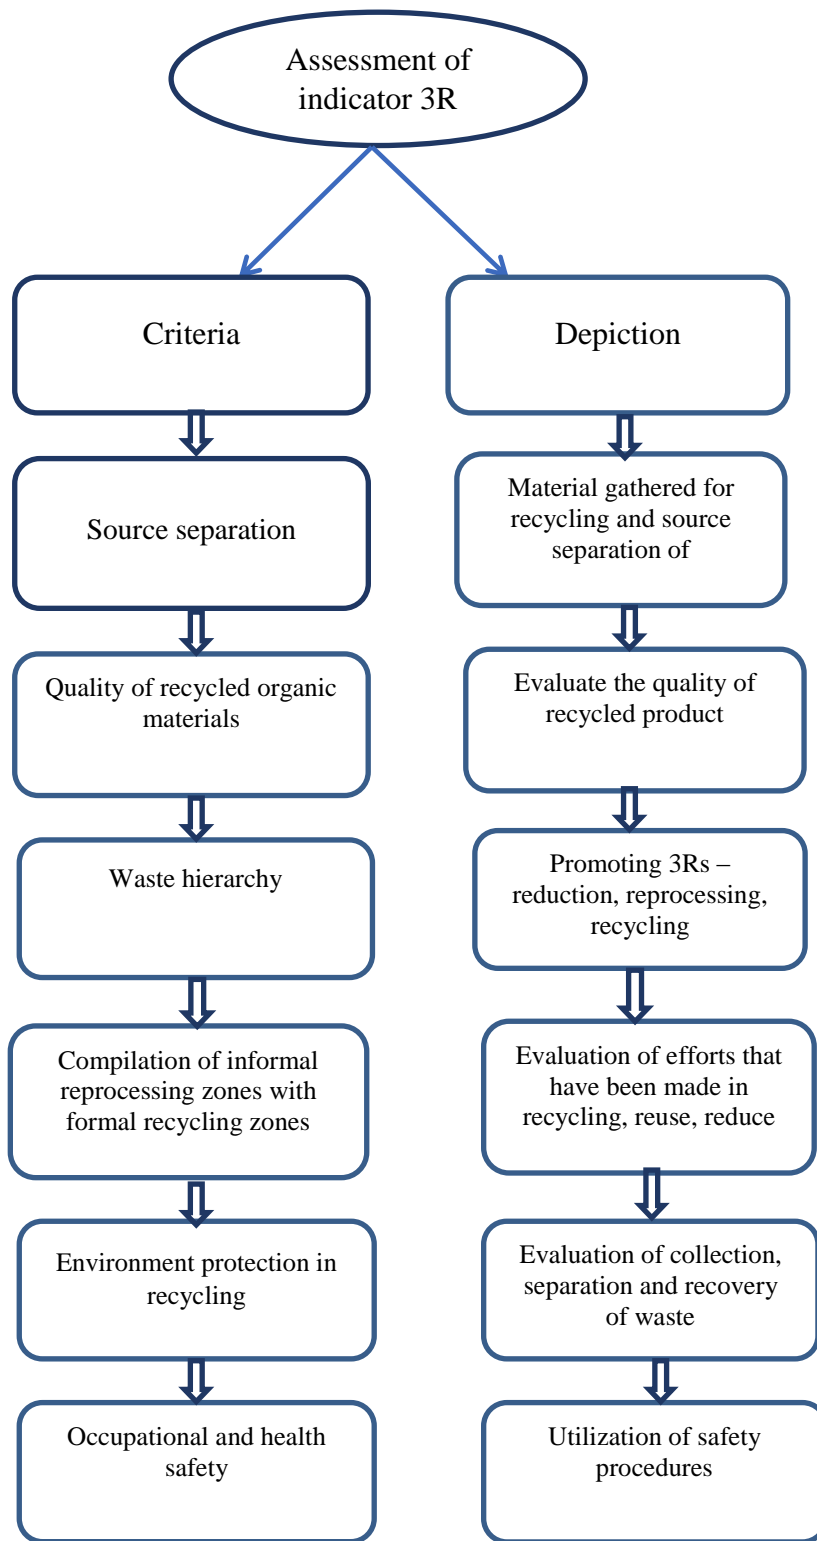 Assessment of
indicator 3R
Criteria
Depiction
Source separation
Material gathered for
recycling and source
separation of
Quality of recycled organic
materials
Evaluate the quality of
recycled product
Waste hierarchy
Promoting 3Rs –
reduction, reprocessing,
recycling
Compilation of informal
reprocessing zones with
formal recycling zones
Evaluation of efforts that
have been made in
recycling, reuse, reduce
Environment protection in
recycling
Evaluation of collection,
separation and recovery
of waste
Occupational and health
safety
Utilization of safety
procedures